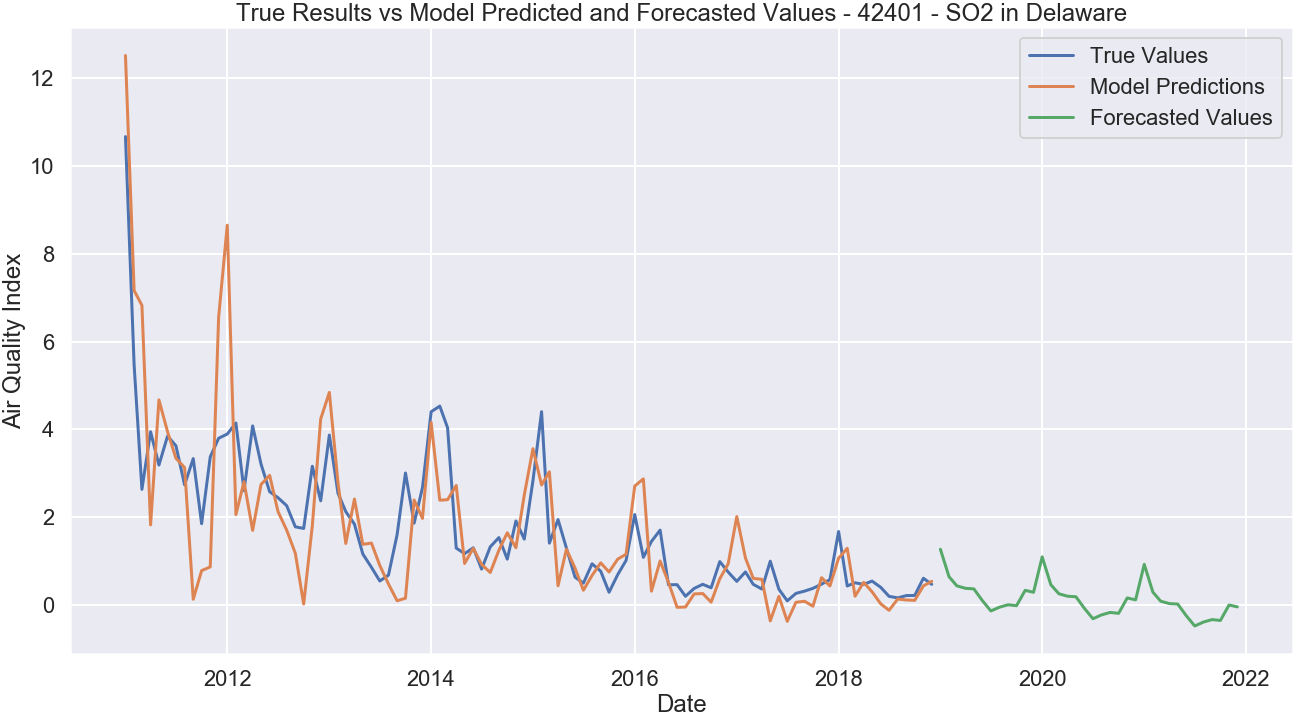 True Results vs Model Predicted and Forecasted Values - 42401 - SO2 in Delaware
True Values
Model Predictions
Forecasted Values
Air Quality Index
12
10
8
6
4
2
0
2012
2014
2016
2018
2020
2022
Date